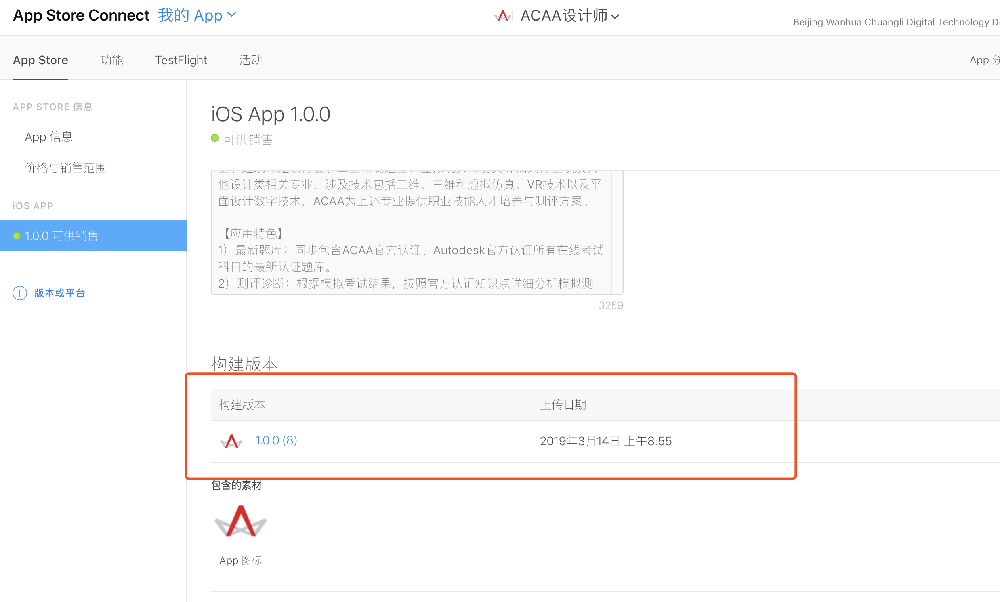 App Store Connect 我的 App
ACAA设计师
Beijing Wanhua Chuangli Digital Technology
App Store 功能 TestFlight 活动
App
APP STORE 信息
App 信息
价格与销售范围
iOS APP
1.0.0 可供销售
版本或平台
iOS App 1.0.0
可供销售
他设计类相关专业，涉及技术包括二维、三维和虚拟仿真、VR技术以及平
面设计数字技术，ACAA为上述专业提供职业技能人才培养与测评方案。
【应用特色】
1）最新题库：同步包含ACAA官方认证、Autodesk官方认证所有在线考试
科目的最新认证题库。
2）测评诊断：根据模拟考试结果，按照官方认证知识点详细分析模拟测
3259
构建版本
构建版本 上传日期
1.0.0 (8) 2019年3月14日 上午8:55
包含的素材
App 图标